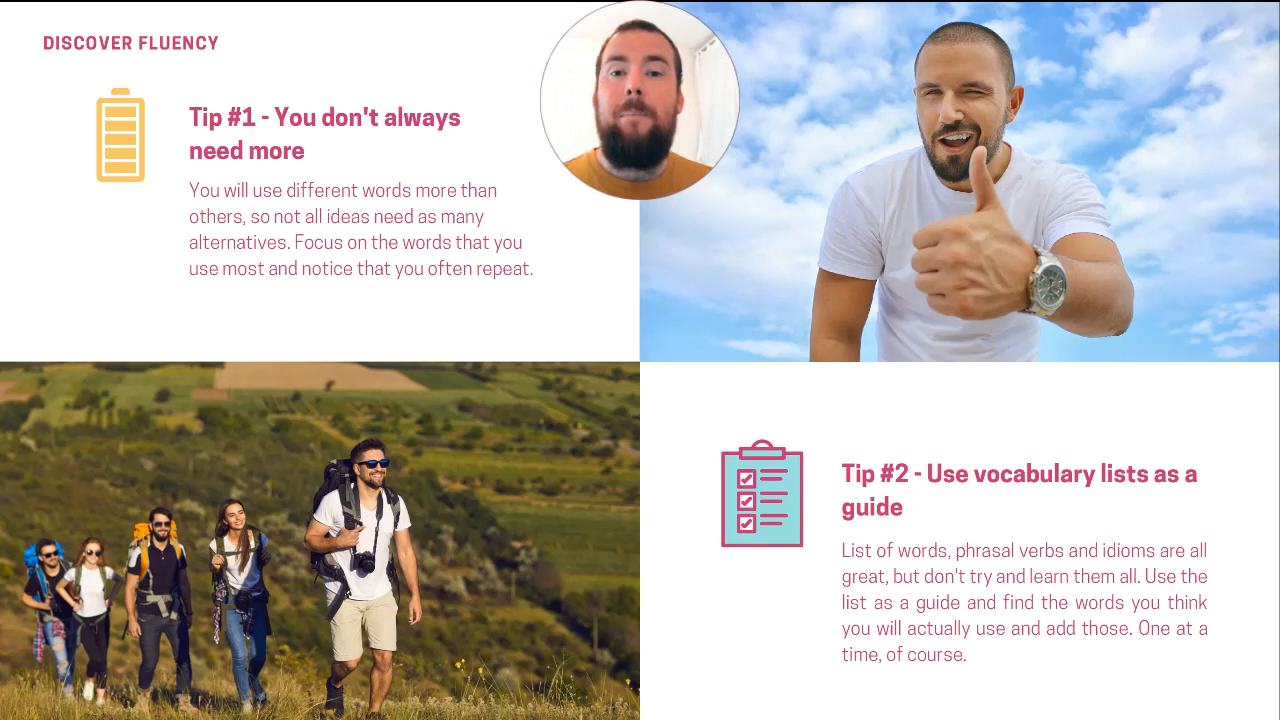 DISCOVER FLUENCY
Tip #1 - You don't always
need more
You will use different words more than
others, so not all ideas need as many
alternatives. Focus on the words that you
use most and notice that you often repeat.
Tip #2 - Use vocabulary lists as a
guide
List of words, phrasal verbs and idioms are all
great, but don't try and learn them all. Use the
list as a guide and find the words you think
you will actually use and add those. One at a
time, of course.